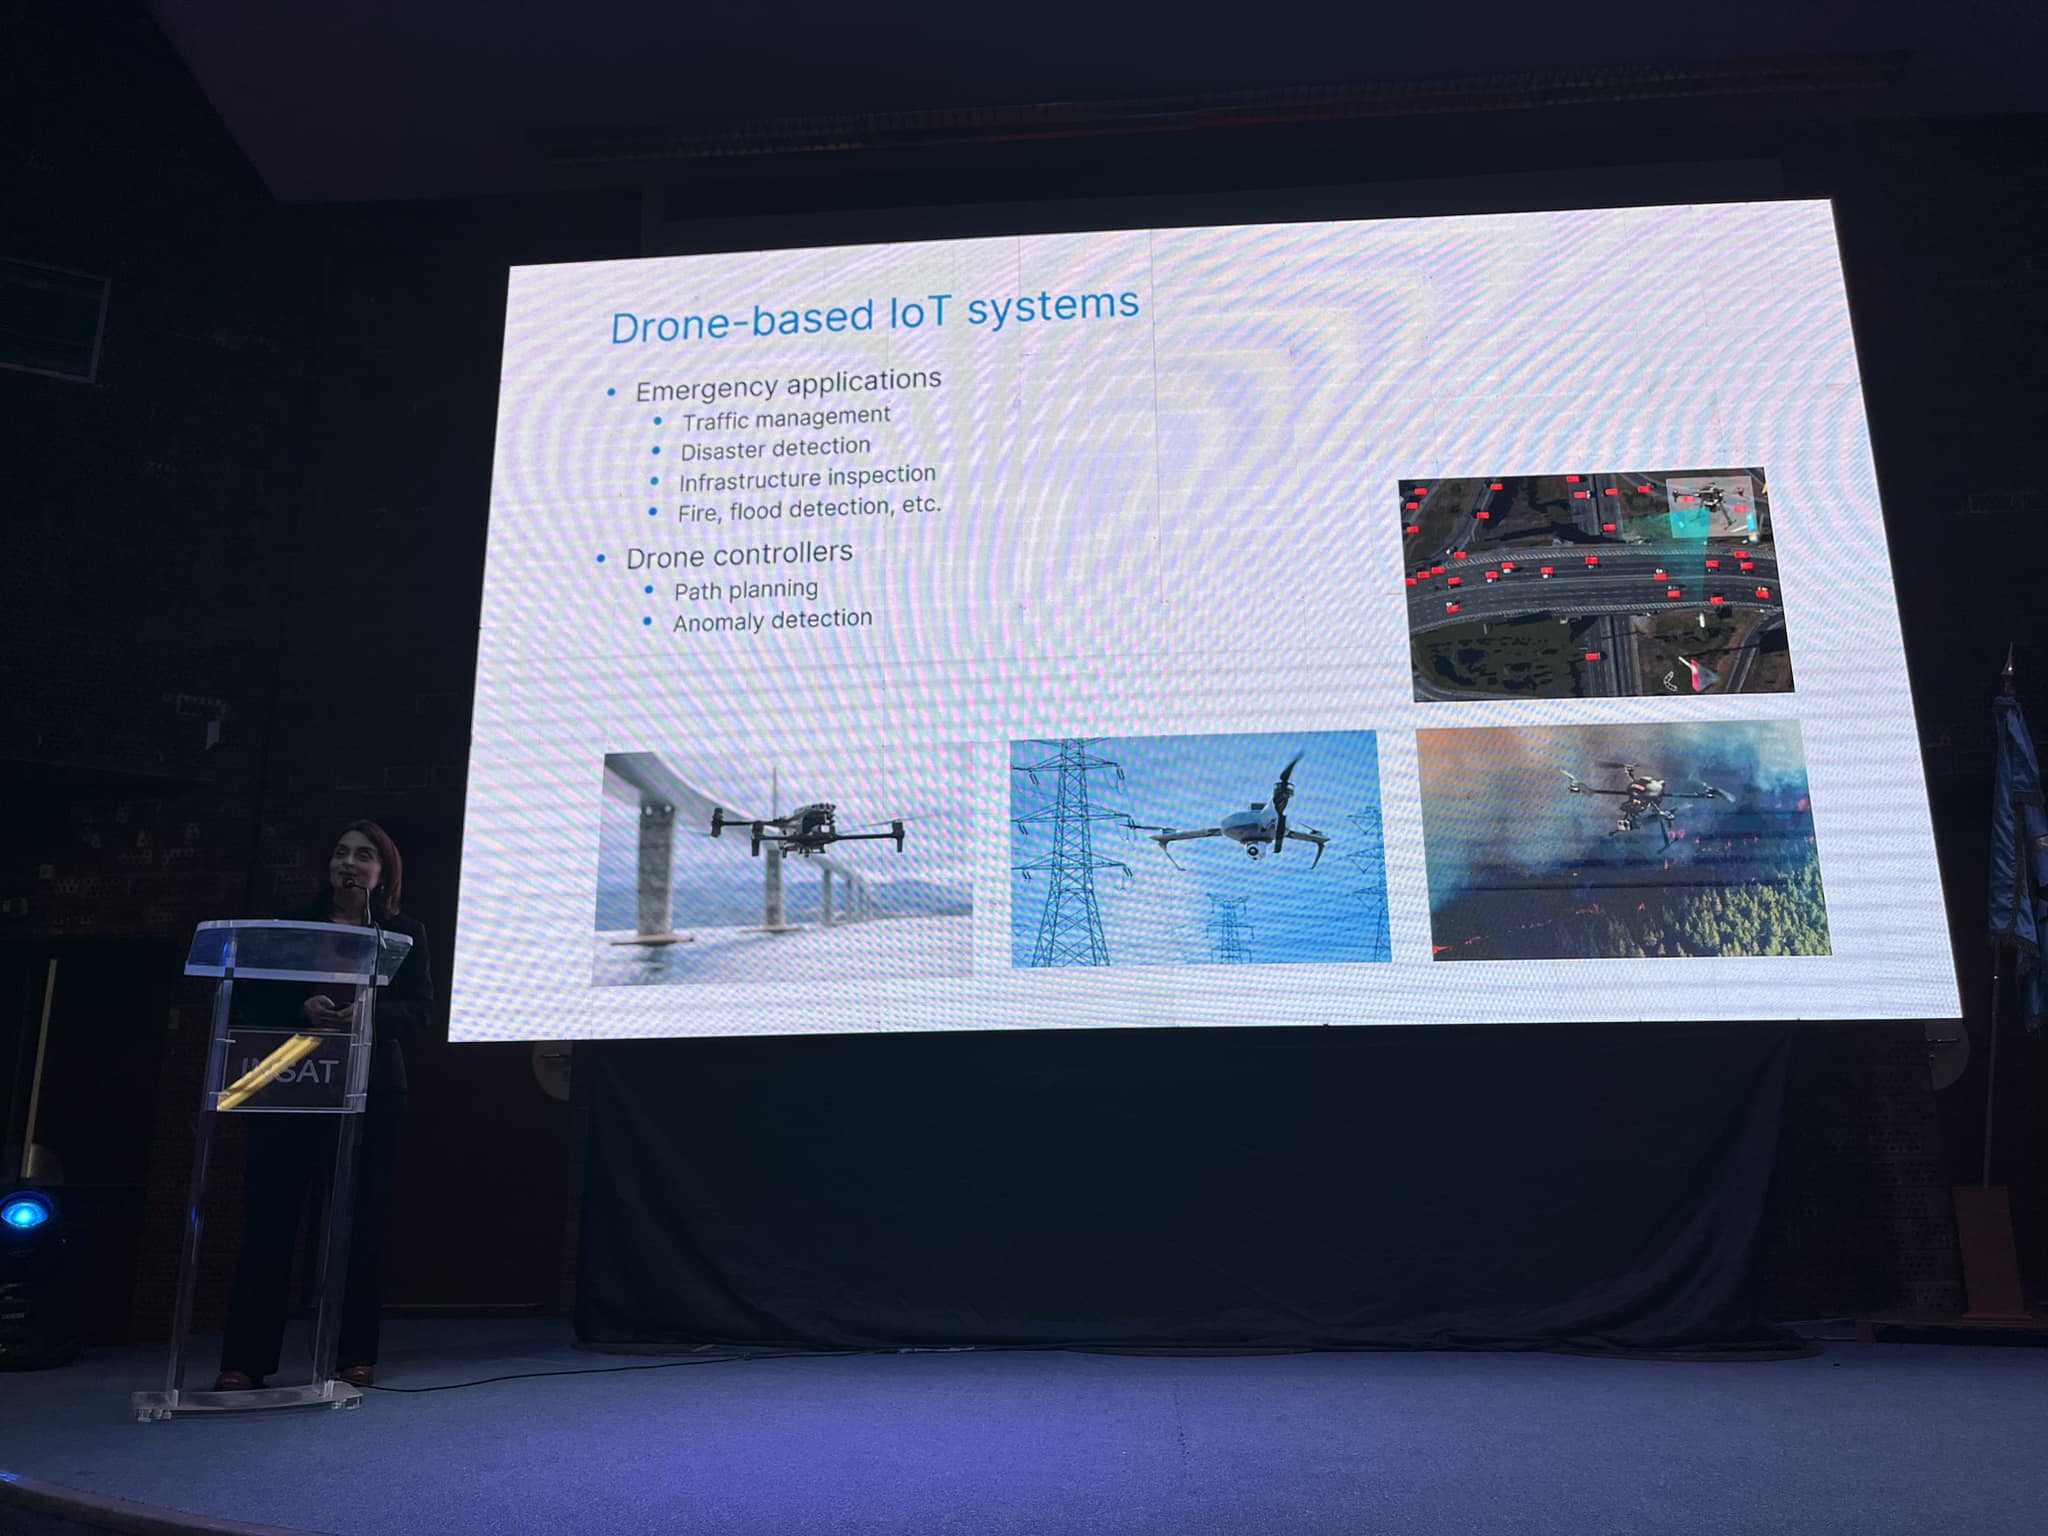 Drone-based IoT systems
• Emergency applications
• Traffic management
• Disaster detection
• Infrastructure inspection
• Fire, flood detection, etc.
• Drone controllers
• Path planning
• Anomaly detection
INSAT